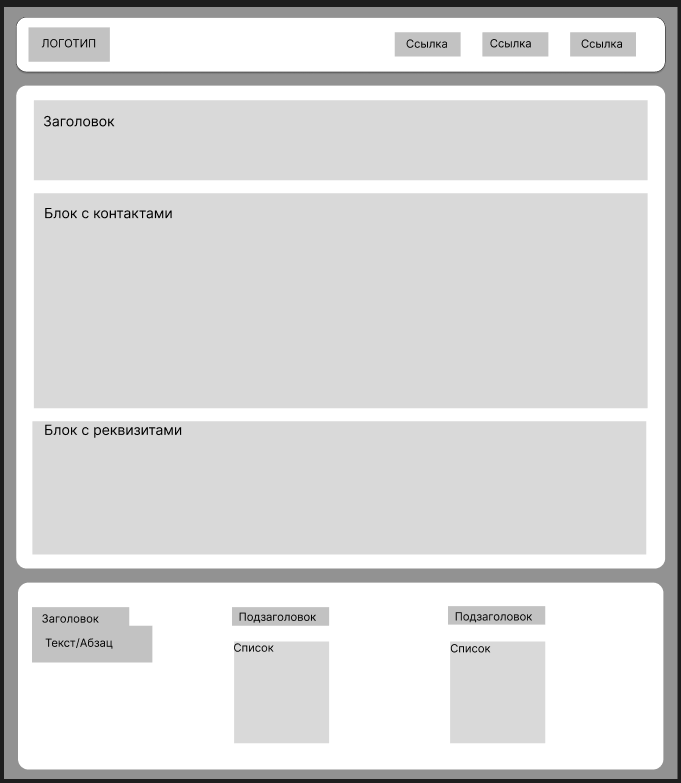 ЛОГОТИП
Ссылка
Ссылка
Ссылка
Заголовок
Блок с контактами
Блок с реквизитами
Заголовок
Текст/Абзац
Подзаголовок
Список
Подзаголовок
Список